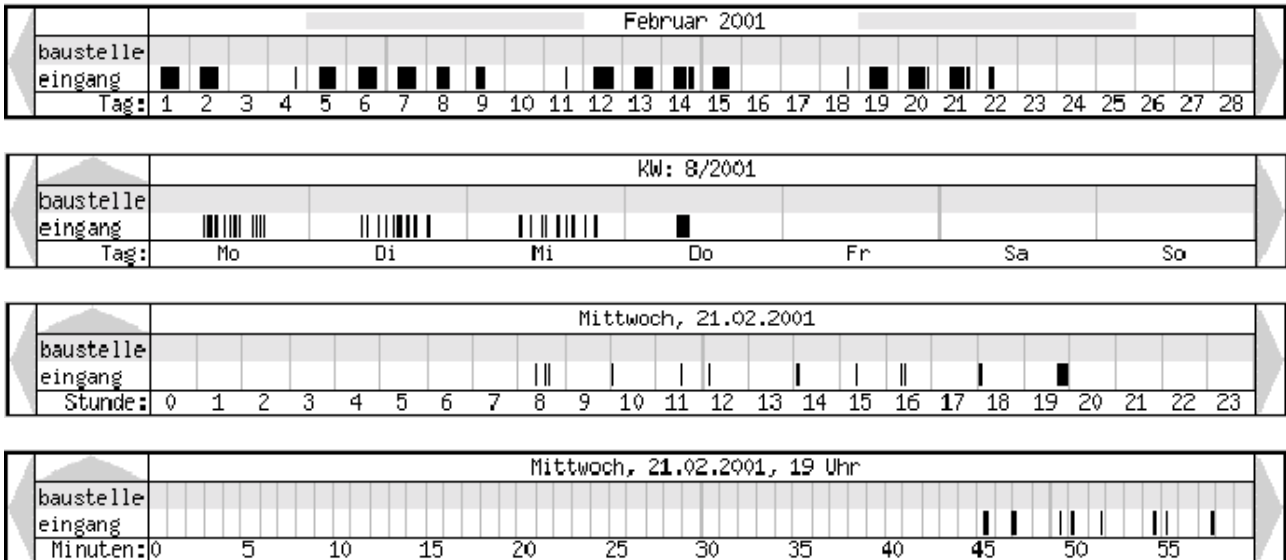 Februar 2001
baustelle
eingang
Tag: 1 2 3 4 5 6 7 8 9 10 11 12 13 14 15 16 17 18 19 20 21 22 23 24 25 26 27 28
KW: 8/2001
baustelle
eingang
Tag: Mo Di Mi Do Fr Sa So
Mittwoch, 21.02.2001
baustelle
eingang
Stunde: 0 1 2 3 4 5 6 7 8 9 10 11 12 13 14 15 16 17 18 19 20 21 22 23
Mittwoch, 21.02.2001, 19 Uhr
baustelle
eingang
Minuten: 0 5 10 15 20 25 30 35 40 45 50 55